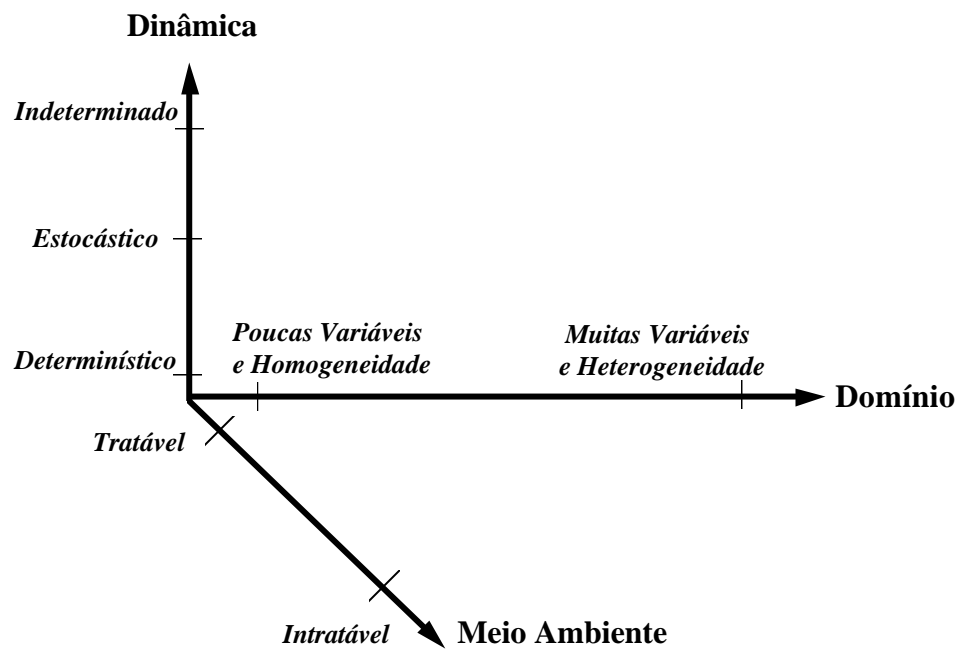 Dinâmica
Indeterminado
Estocástico
Determinístico
Poucas Variáveis
e Homogeneidade
Muitas Variáveis
e Heterogeneidade
Domínio
Tratável
Intratável
Meio Ambiente